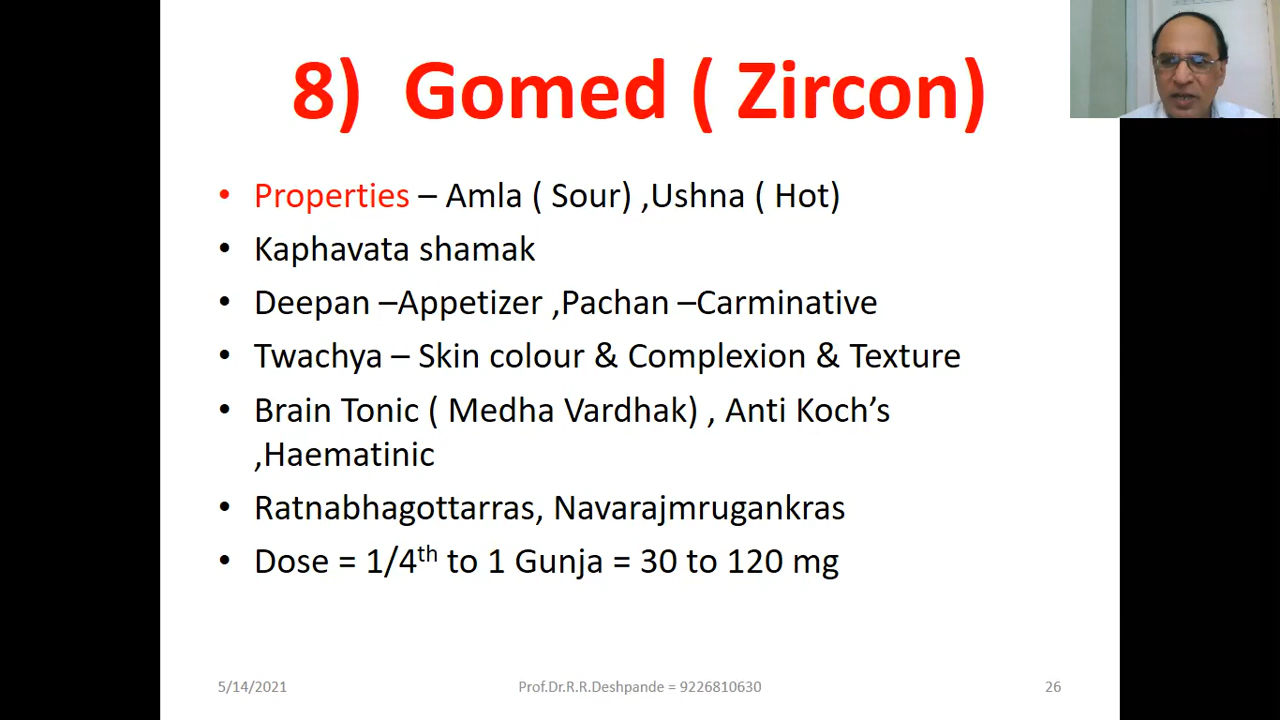 8) Gomed ( Zircon)
• Properties – Amla ( Sour) ,Ushna ( Hot)
• Kaphavata shamak
• Deepan –Appetizer ,Pachan –Carminative
• Twachya – Skin colour & Complexion & Texture
• Brain Tonic ( Medha Vardhak) , Anti Koch’s
,Haematinic
• Ratnabhagottarras, Navarajmrugankras
• Dose = 1/4th to 1 Gunja = 30 to 120 mg
5/14/2021 Prof.Dr.R.R.Deshpande = 9226810630 26